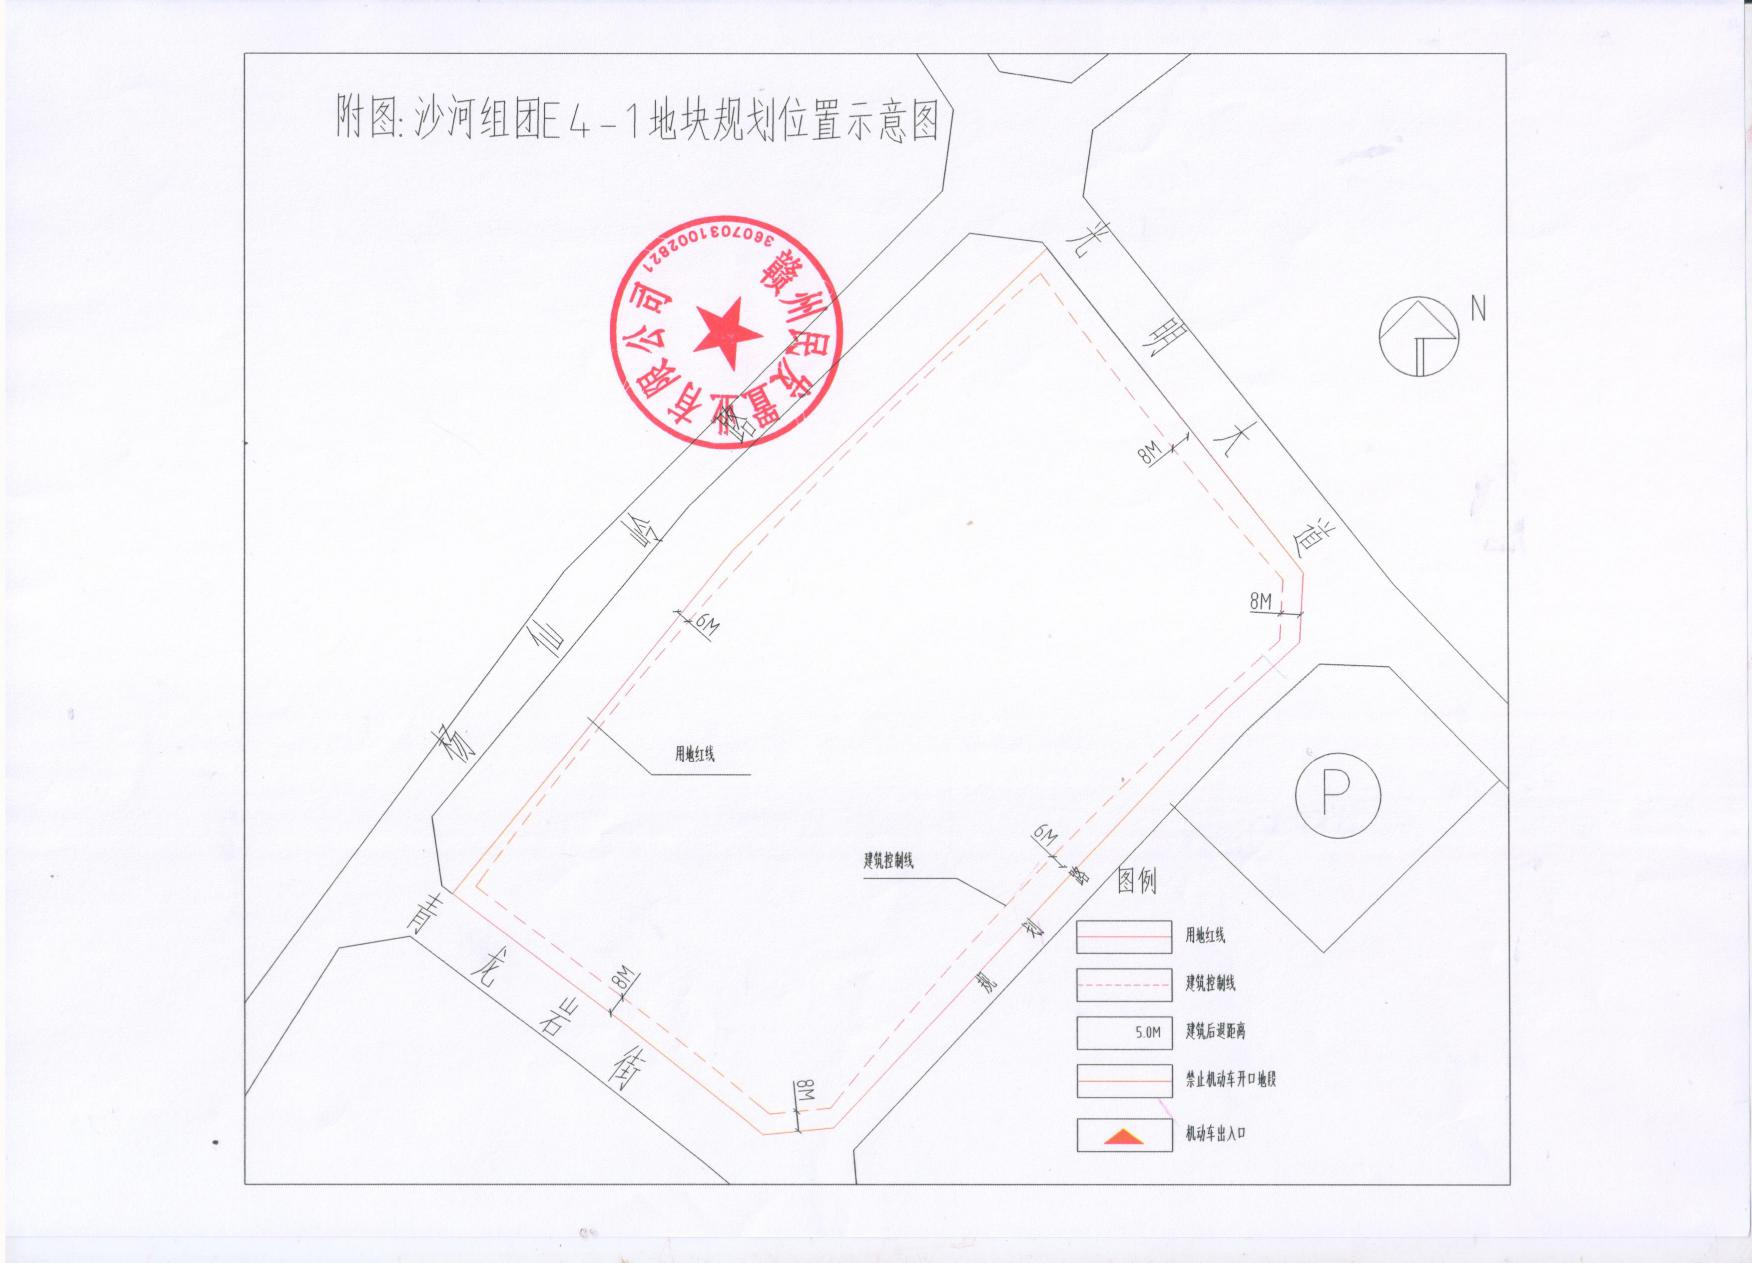 附图:沙河组团E4-1地块规划位置示意图
3607031002821
赣州民安置业有限公司
N
光明大道
杨仙岭路
青龙岩街
规划路
8M
8M
6M
6M
8M
8M
用地红线
建筑控制线
P
图例
用地红线
建筑控制线
5.0M 建筑后退距离
禁止机动车开口地段
机动车出入口